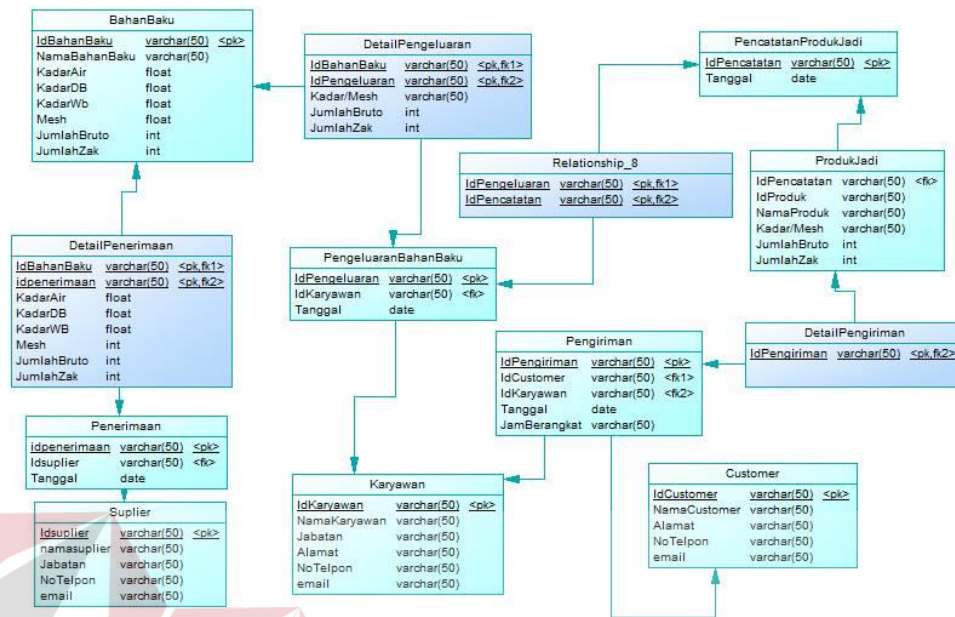 BahanBaku
IdBahanBaku varchar(50) <pk>
NamaBahanBaku varchar(50)
KadarAir float
KadarDB float
KadarWb float
Mesh float
JumlahBruto int
JumlahZak int
DetailPengeluaran
IdBahanBaku varchar(50) <pk,fk1>
IdPengeluaran varchar(50) <pk,fk2>
Kadar/Mesh varchar(50)
JumlahBruto int
JumlahZak int
PencatatanProdukJadi
IdPencatatan varchar(50) <pk>
Tanggal date
Relationship_8
IdPengeluaran varchar(50) <pk,fk1>
IdPencatatan varchar(50) <pk,fk2>
ProdukJadi
IdPencatatan varchar(50) <fk>
IdProduk varchar(50)
NamaProduk varchar(50)
Kadar/Mesh varchar(50)
JumlahBruto int
JumlahZak int
DetailPenerimaan
IdBahanBaku varchar(50) <pk,fk1>
idpenerimaan varchar(50) <pk,fk2>
KadarAir float
KadarDB float
KadarWB float
Mesh int
JumlahBruto int
JumlahZak int
PengeluaranBahanBaku
IdPengeluaran varchar(50) <pk>
IdKaryawan varchar(50) <fk>
Tanggal date
DetailPengiriman
IdPengiriman varchar(50) <pk,fk2>
Pengiriman
IdPengiriman varchar(50) <pk>
IdCustomer varchar(50) <fk1>
IdKaryawan varchar(50) <fk2>
Tanggal date
JamBerangkat varchar(50)
Penerimaan
idpenerimaan varchar(50) <pk>
Idsuplier varchar(50) <fk>
Tanggal date
Suplier
Idsuplier varchar(50) <pk>
namasuplier varchar(50)
Jabatan varchar(50)
NoTelpon varchar(50)
email varchar(50)
Karyawan
IdKaryawan varchar(50) <pk>
NamaKaryawan varchar(50)
Jabatan varchar(50)
Alamat varchar(50)
NoTelpon varchar(50)
email varchar(50)
Customer
IdCustomer varchar(50) <pk>
NamaCustomer varchar(50)
Alamat varchar(50)
NoTelpon varchar(50)
email varchar(50)